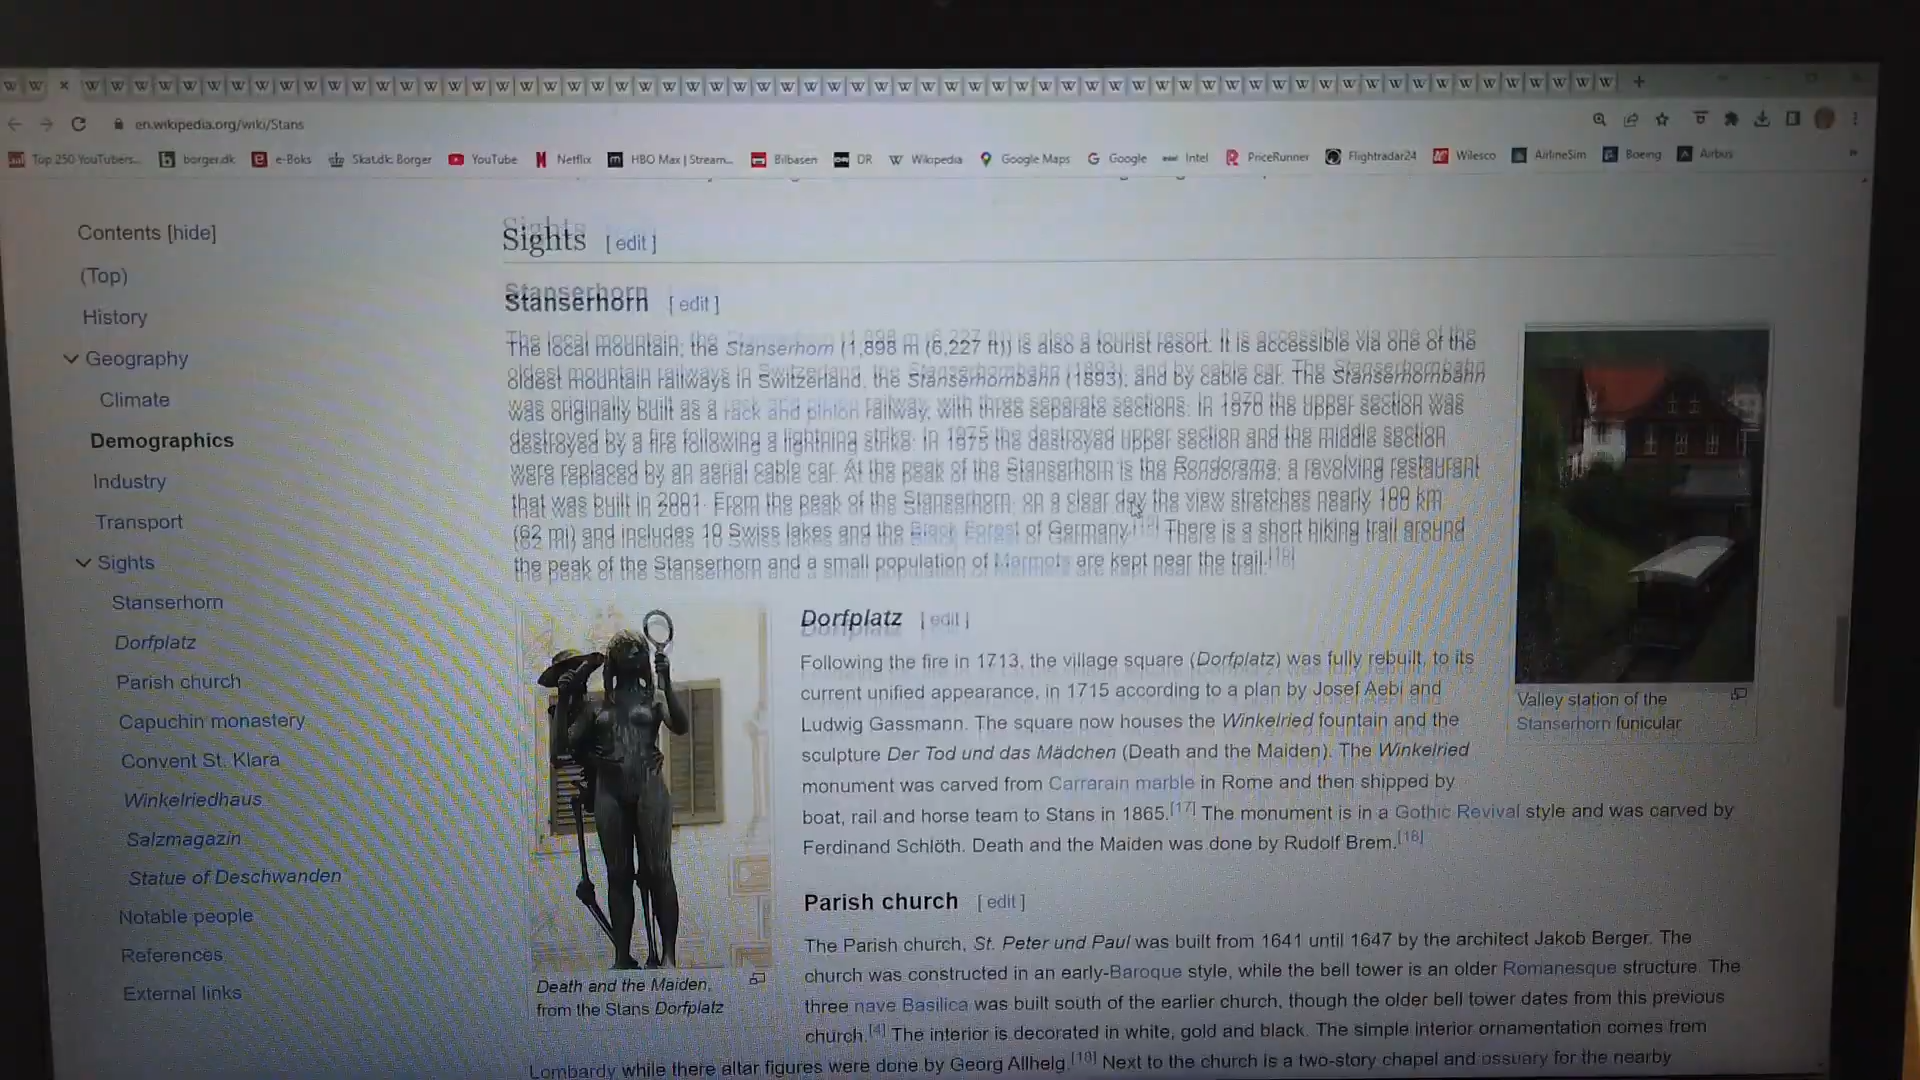 en.wikipedia.org/wiki/Stans
Top 250 YouTubers...
borger.dk
e-Boks
Skat.dk: Borger
YouTube
Netflix
HBO Max | Stream...
Bilbasen
DR
Wikipedia
Google Maps
Google
Intel
PriceRunner
Flightradar24
Wilesco
AirlineSim
Boeing
Airbus
Contents [hide]
(Top)
History
Geography
Climate
Demographics
Industry
Transport
Sights
Stanserhorn
Dorfplatz
Parish church
Capuchin monastery
Convent St. Klara
Winkelriedhaus
Salzmagazin
Statue of Deschwanden
Notable people
References
External links
Sights [ edit ]
Stanserhorn [ edit ]
The local mountain, the Stanserhorn (1,898 m (6,227 ft)) is also a tourist resort. It is accessible via one of the
oldest mountain railways in Switzerland, the Stanserhornbahn (1893), and by cable car. The Stanserhornbahn
was originally built as a rack and pinion railway, with three separate sections. In 1970 the upper section was
destroyed by a fire following a lightning strike. In 1975 the destroyed upper section and the middle section
were replaced by an aerial cable car. At the peak of the Stanserhorn is the Rondorama, a revolving restaurant
that was built in 2001. From the peak of the Stanserhorn, on a clear day the view stretches nearly 100 km
(62 mi) and includes 10 Swiss lakes and the Black Forest of Germany. There is a short hiking trail around
the peak of the Stanserhorn and a small population of Marmots are kept near the trail.
Valley station of the
Stanserhorn funicular
Dorfplatz [ edit ]
Following the fire in 1713, the village square (Dorfplatz) was fully rebuilt, to its
current unified appearance, in 1715 according to a plan by Josef Aebi and
Ludwig Gassmann. The square now houses the Winkelried fountain and the
sculpture Der Tod und das Mädchen (Death and the Maiden). The Winkelried
monument was carved from Carrarain marble in Rome and then shipped by
boat, rail and horse team to Stans in 1865.[17] The monument is in a Gothic Revival style and was carved by
Ferdinand Schlöth. Death and the Maiden was done by Rudolf Brem.[18]
Death and the Maiden,
from the Stans Dorfplatz
Parish church [ edit ]
The Parish church, St. Peter und Paul was built from 1641 until 1647 by the architect Jakob Berger. The
church was constructed in an early-Baroque style, while the bell tower is an older Romanesque structure. The
three nave Basilica was built south of the earlier church, though the older bell tower dates from this previous
church.[4] The interior is decorated in white, gold and black. The simple interior ornamentation comes from
Lombardy while there altar figures were done by Georg Allhelg. Next to the church is a two-story chapel and ossuary for the nearby